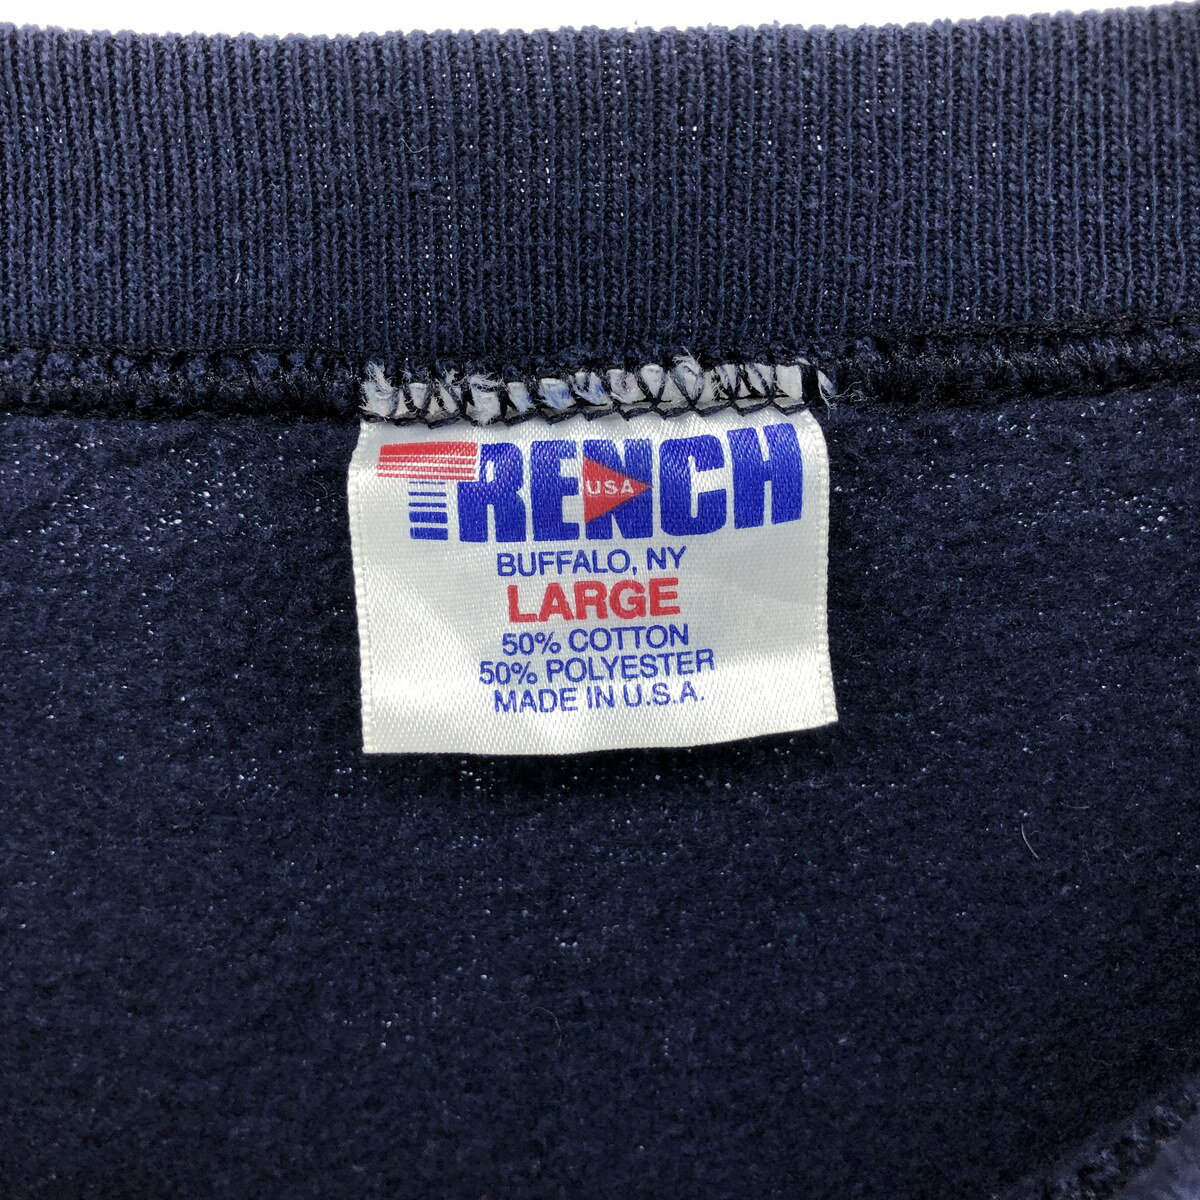 TRENCH
USA
BUFFALO, NY
LARGE
50% COTTON
50% POLYESTER
MADE IN U.S.A.